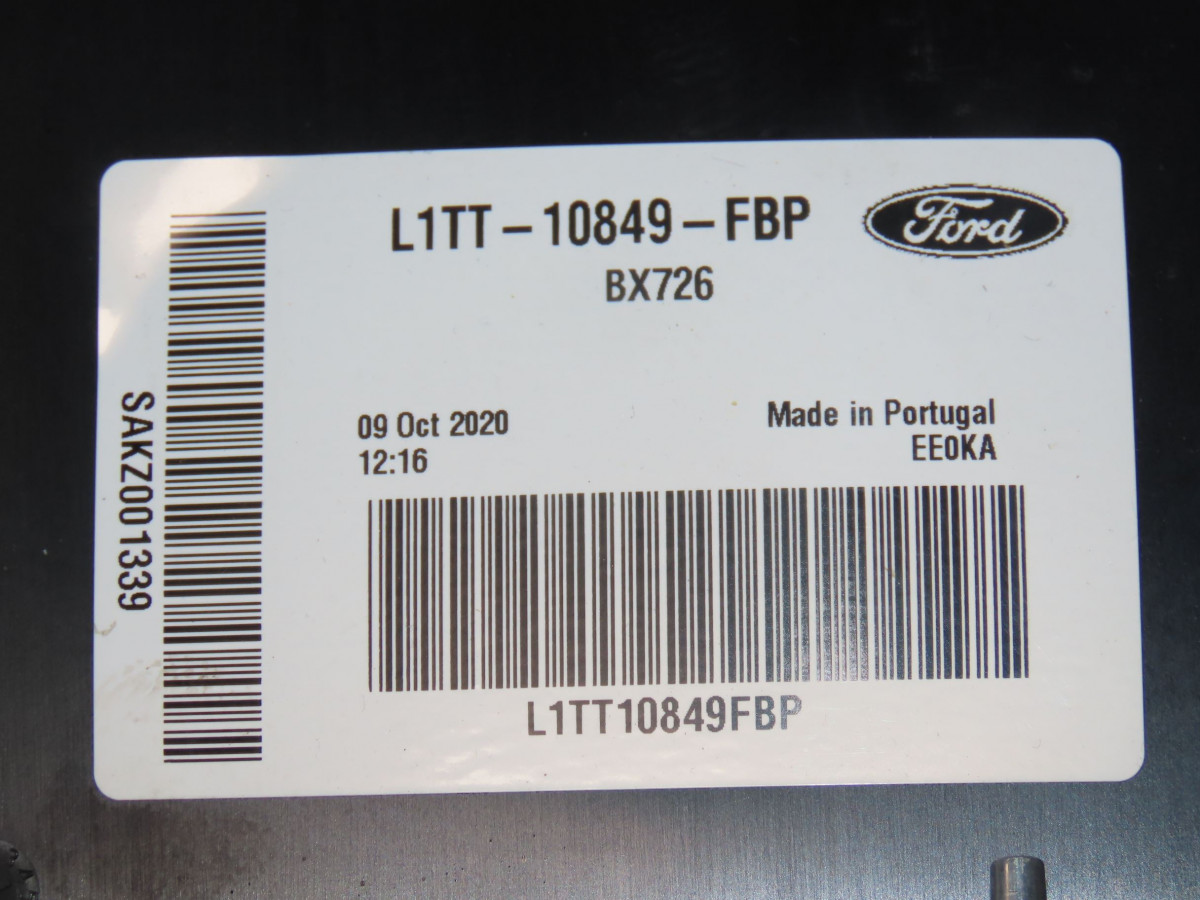 L1TT-10849-FBP
Ford
BX726
SAKZ001339
09 Oct 2020
12:16
Made in Portugal
EE0KA
L1TT10849FBP